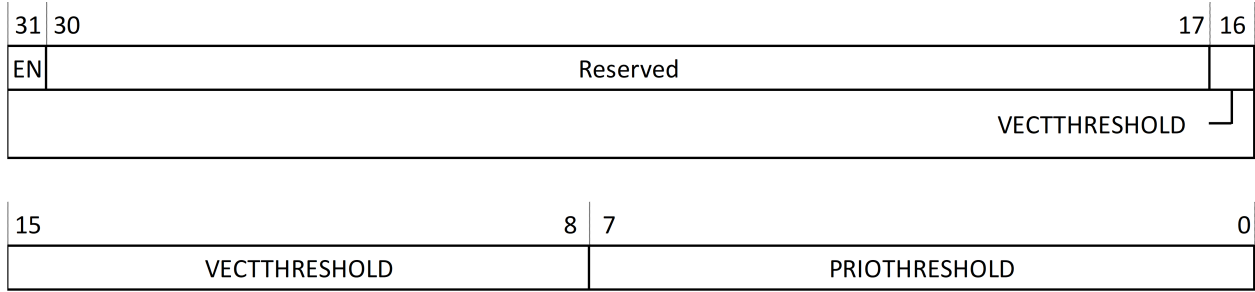 31 30 17 16
EN Reserved
VECTTHRESHOLD
15 8 7 0
VECTTHRESHOLD PRIOTHRESHOLD